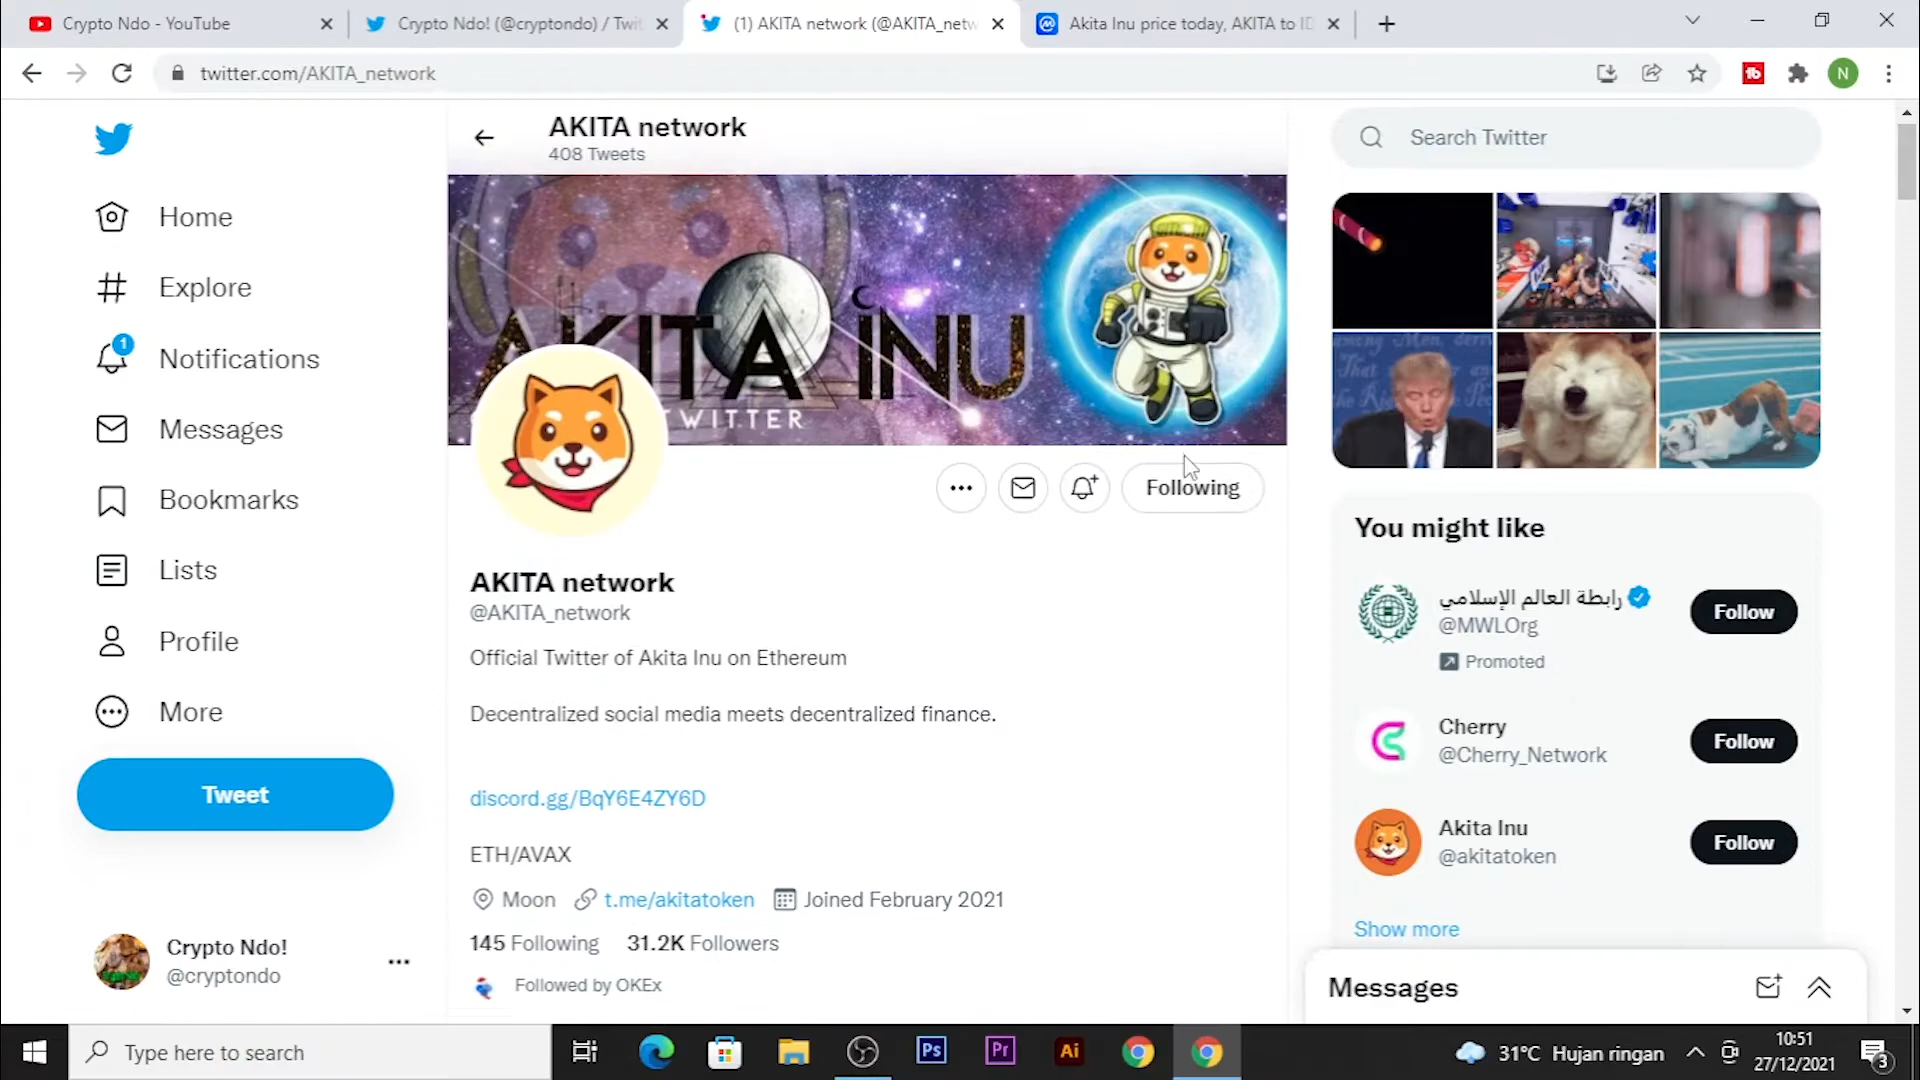 Crypto Ndo - YouTube
Crypto Ndo! (@cryptondo) / Twit
(1) AKITA network (@AKITA_netw
Akita Inu price today, AKITA to ID
twitter.com/AKITA_network
N
AKITA network
408 Tweets
Search Twitter
Home
Explore
1
Notifications
Messages
Bookmarks
Lists
Profile
More
Tweet
Crypto Ndo!
@cryptondo
AKITA INU
TWITTER
Following
AKITA network
@AKITA_network
Official Twitter of Akita Inu on Ethereum
Decentralized social media meets decentralized finance.
discord.gg/BqY6E4ZY6D
ETH/AVAX
Moon t.me/akitatoken Joined February 2021
145 Following 31.2K Followers
Followed by OKEx
You might like
رابطة العالم الإسلامي
@MWLOrg
Promoted
Follow
Cherry
@Cherry_Network
Follow
Akita Inu
@akitatoken
Follow
Show more
Messages
Type here to search
Ps
Pr
Ai
31°C Hujan ringan
10:51
27/12/2021
3